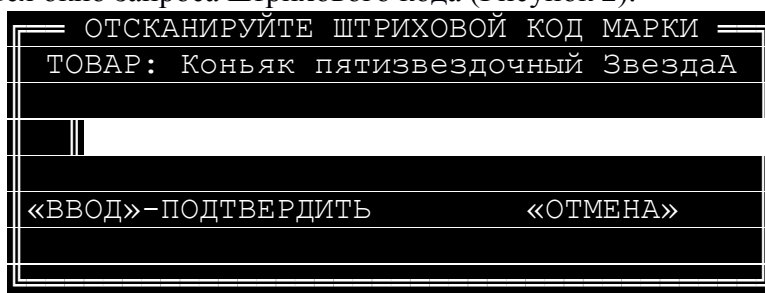 ОТСКАНИРУЙТЕ ШТРИХОВОЙ КОД МАРКИ
ТОВАР: Коньяк пятизвездочный ЗвездаА
«ВВОД»-ПОДТВЕРДИТЬ «ОТМЕНА»